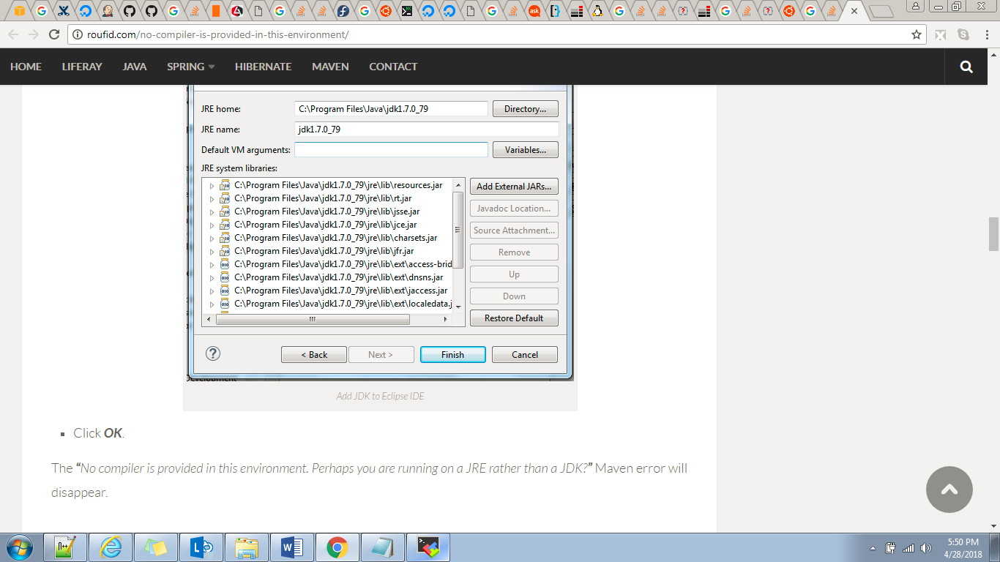 roufid.com/no-compiler-is-provided-in-this-environment/
HOME LIFERAY JAVA SPRING HIBERNATE MAVEN CONTACT
JRE home: C:\Program Files\Java\jdk1.7.0_79 Directory...
JRE name: jdk1.7.0_79
Default VM arguments: Variables...
JRE system libraries:
C:\Program Files\Java\jdk1.7.0_79\jre\lib\resources.jar Add External JARs...
C:\Program Files\Java\jdk1.7.0_79\jre\lib\rt.jar
C:\Program Files\Java\jdk1.7.0_79\jre\lib\jsse.jar Javadoc Location...
C:\Program Files\Java\jdk1.7.0_79\jre\lib\jce.jar Source Attachment...
C:\Program Files\Java\jdk1.7.0_79\jre\lib\charsets.jar
C:\Program Files\Java\jdk1.7.0_79\jre\lib\jfr.jar Remove
C:\Program Files\Java\jdk1.7.0_79\jre\lib\ext\access-brid
C:\Program Files\Java\jdk1.7.0_79\jre\lib\ext\dnsns.jar Up
C:\Program Files\Java\jdk1.7.0_79\jre\lib\ext\jaccess.jar Down
C:\Program Files\Java\jdk1.7.0_79\jre\lib\ext\localedata.j
Restore Default
? < Back Next > Finish Cancel
Development
Add JDK to Eclipse IDE
▪ Click OK.
The “No compiler is provided in this environment. Perhaps you are running on a JRE rather than a JDK?” Maven error will
disappear.
5:50 PM
4/28/2018